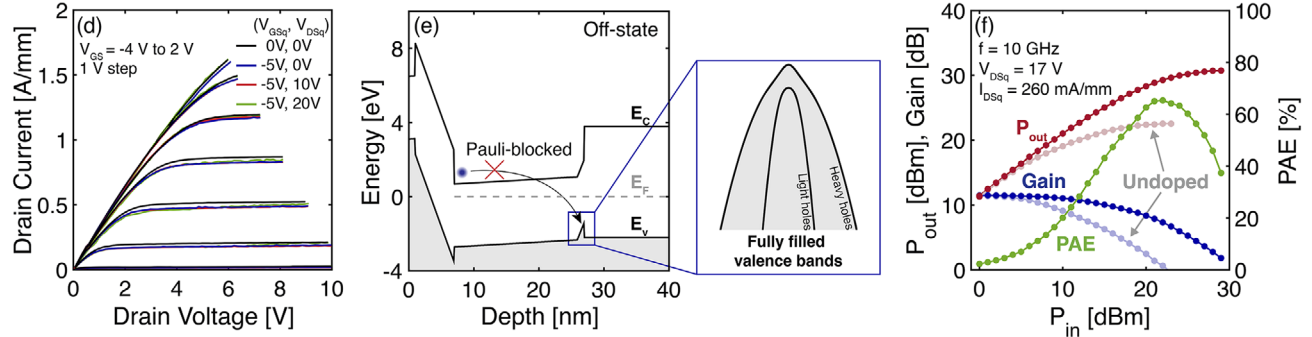 (d)
(V_GSq, V_DSq)
V_GS = -4 V to 2 V
1 V step
0V, 0V
-5V, 0V
-5V, 10V
-5V, 20V
Drain Current [A/mm]
1.5
1
0.5
0
0 2 4 6 8 10
Drain Voltage [V]
(e)
Off-state
Energy [eV]
8
4
0
-4
E_C
Pauli-blocked
E_F
E_v
0 10 20 30 40
Depth [nm]
Light holes
Heavy holes
Fully filled
valence bands
(f)
f = 10 GHz
V_DSq = 17 V
I_DSq = 260 mA/mm
P_out
Gain
Undoped
PAE
P_out [dBm], Gain [dB]
40
30
20
10
0
0 10 20 30
P_in [dBm]
100
80
60
40
20
0
PAE [%]